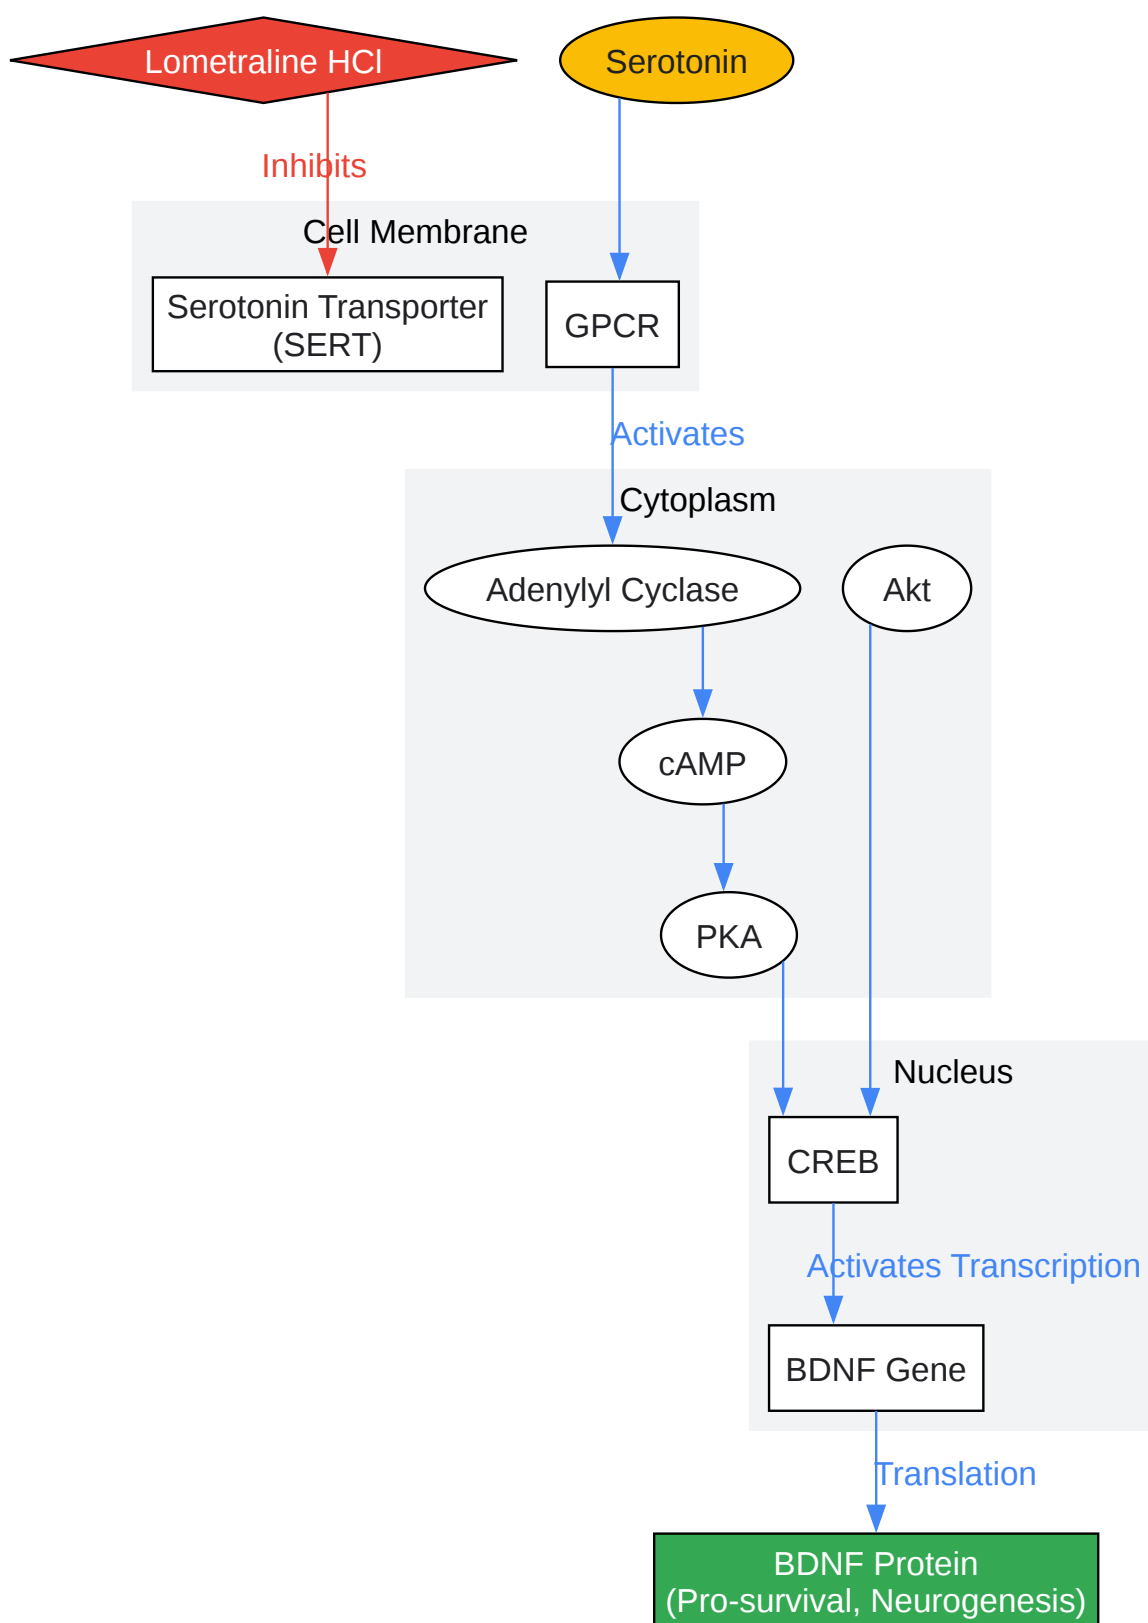 Lometraline HCl
Serotonin
Inhibits
Cell Membrane
Serotonin Transporter
(SERT)
GPCR
Activates
Cytoplasm
Adenylyl Cyclase
Akt
cAMP
PKA
Nucleus
CREB
Activates Transcription
BDNF Gene
Translation
BDNF Protein
(Pro-survival, Neurogenesis)